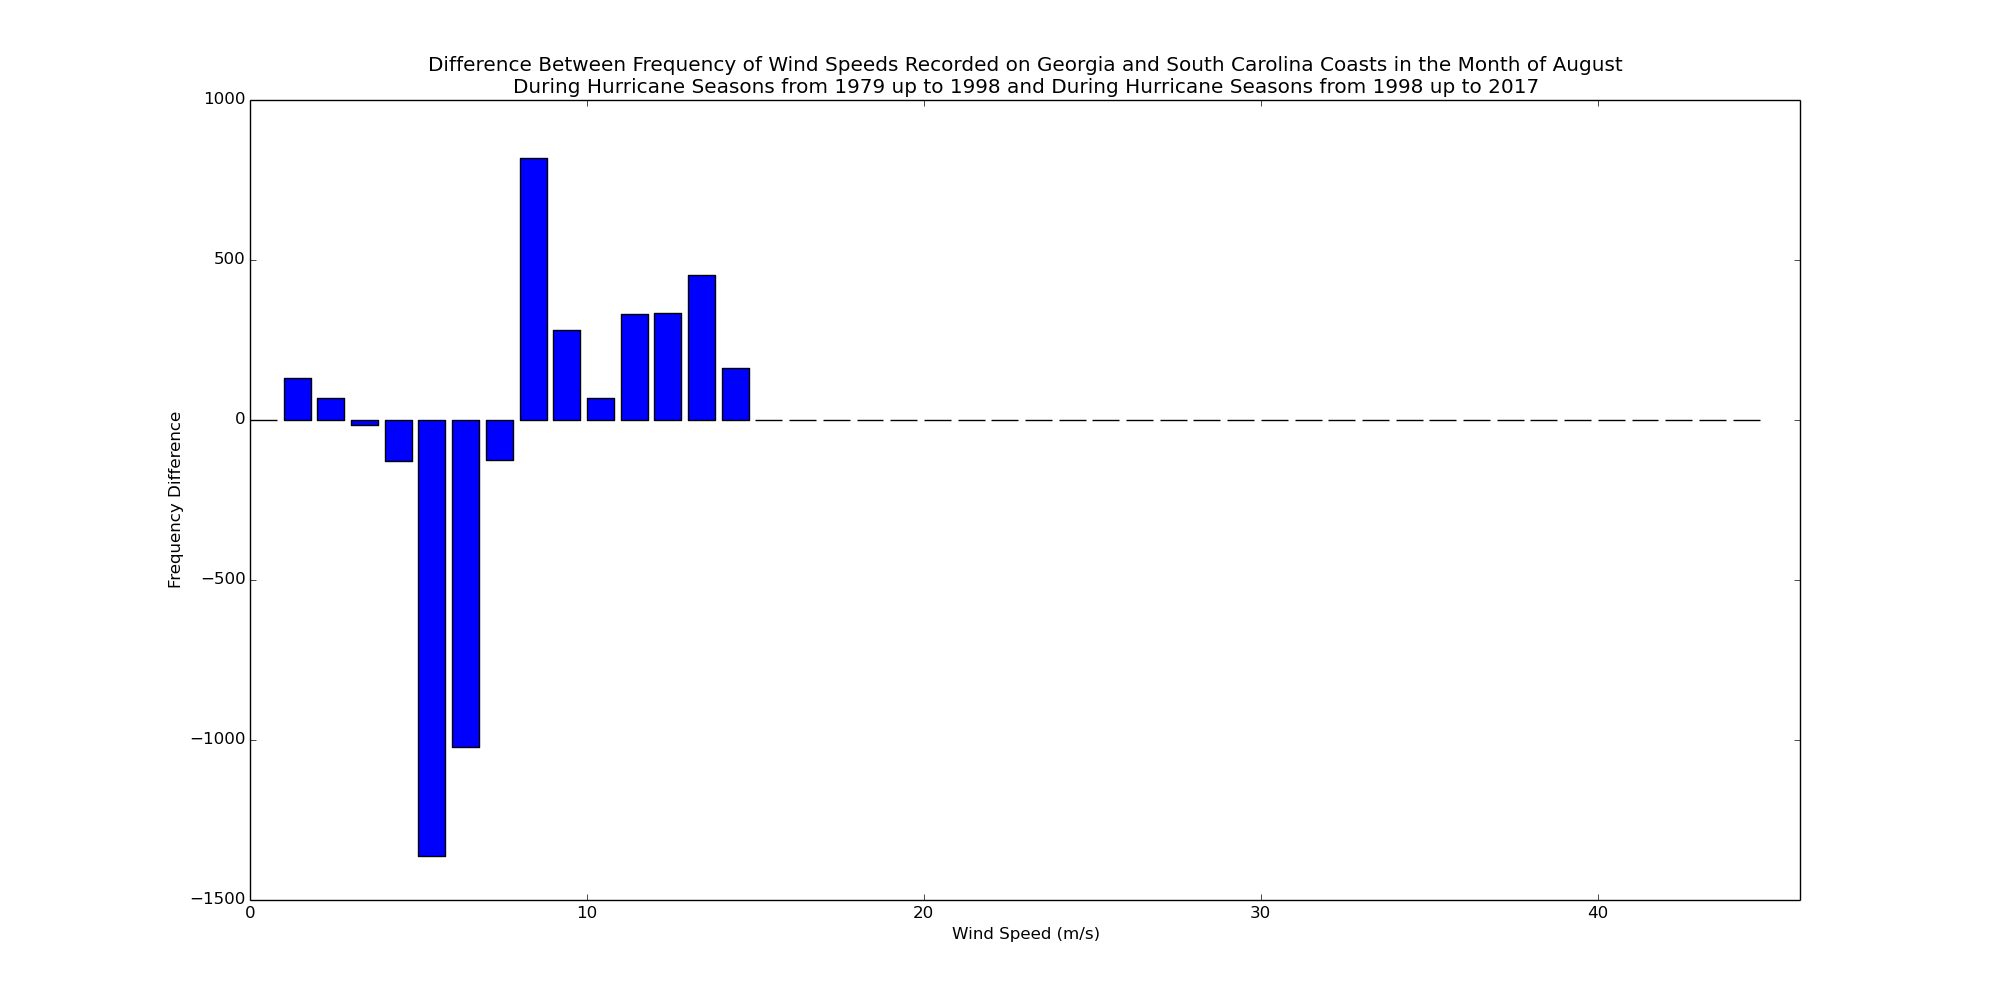 Difference Between Frequency of Wind Speeds Recorded on Georgia and South Carolina Coasts in the Month of August
During Hurricane Seasons from 1979 up to 1998 and During Hurricane Seasons from 1998 up to 2017
1000
500
0
−500
−1000
−1500
Frequency Difference
0 10 20 30 40
Wind Speed (m/s)